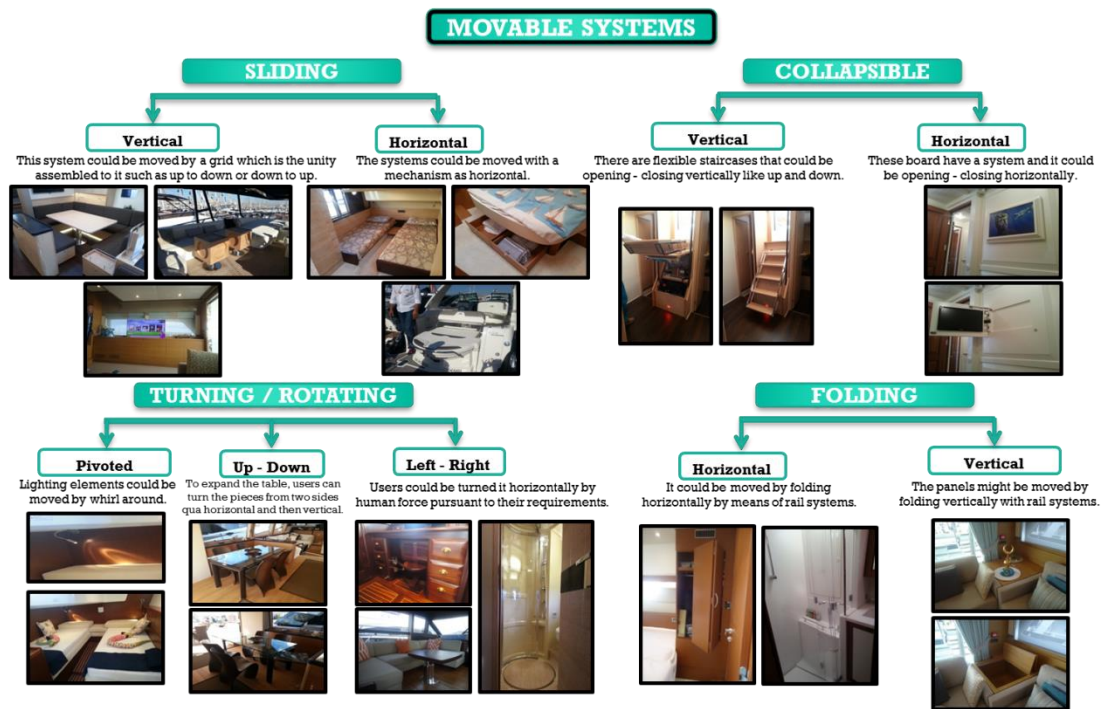 MOVABLE SYSTEMS
SLIDING
Vertical
This system could be moved by a grid which is the unity
assembled to it such as up to down or down to up.
Horizontal
The systems could be moved with a
mechanism as horizontal.
COLLAPSIBLE
Vertical
There are flexible staircases that could be
opening - closing vertically like up and down.
Horizontal
These board have a system and it could
be opening - closing horizontally.
TURNING / ROTATING
Pivoted
Lighting elements could be
moved by whirl around.
Up - Down
To expand the table, users can
turn the pieces from two sides
qua horizontal and then vertical.
Left - Right
Users could be turned it horizontally by
human force pursuant to their requirements.
FOLDING
Horizontal
It could be moved by folding
horizontally by means of rail systems.
Vertical
The panels might be moved by
folding vertically with rail systems.